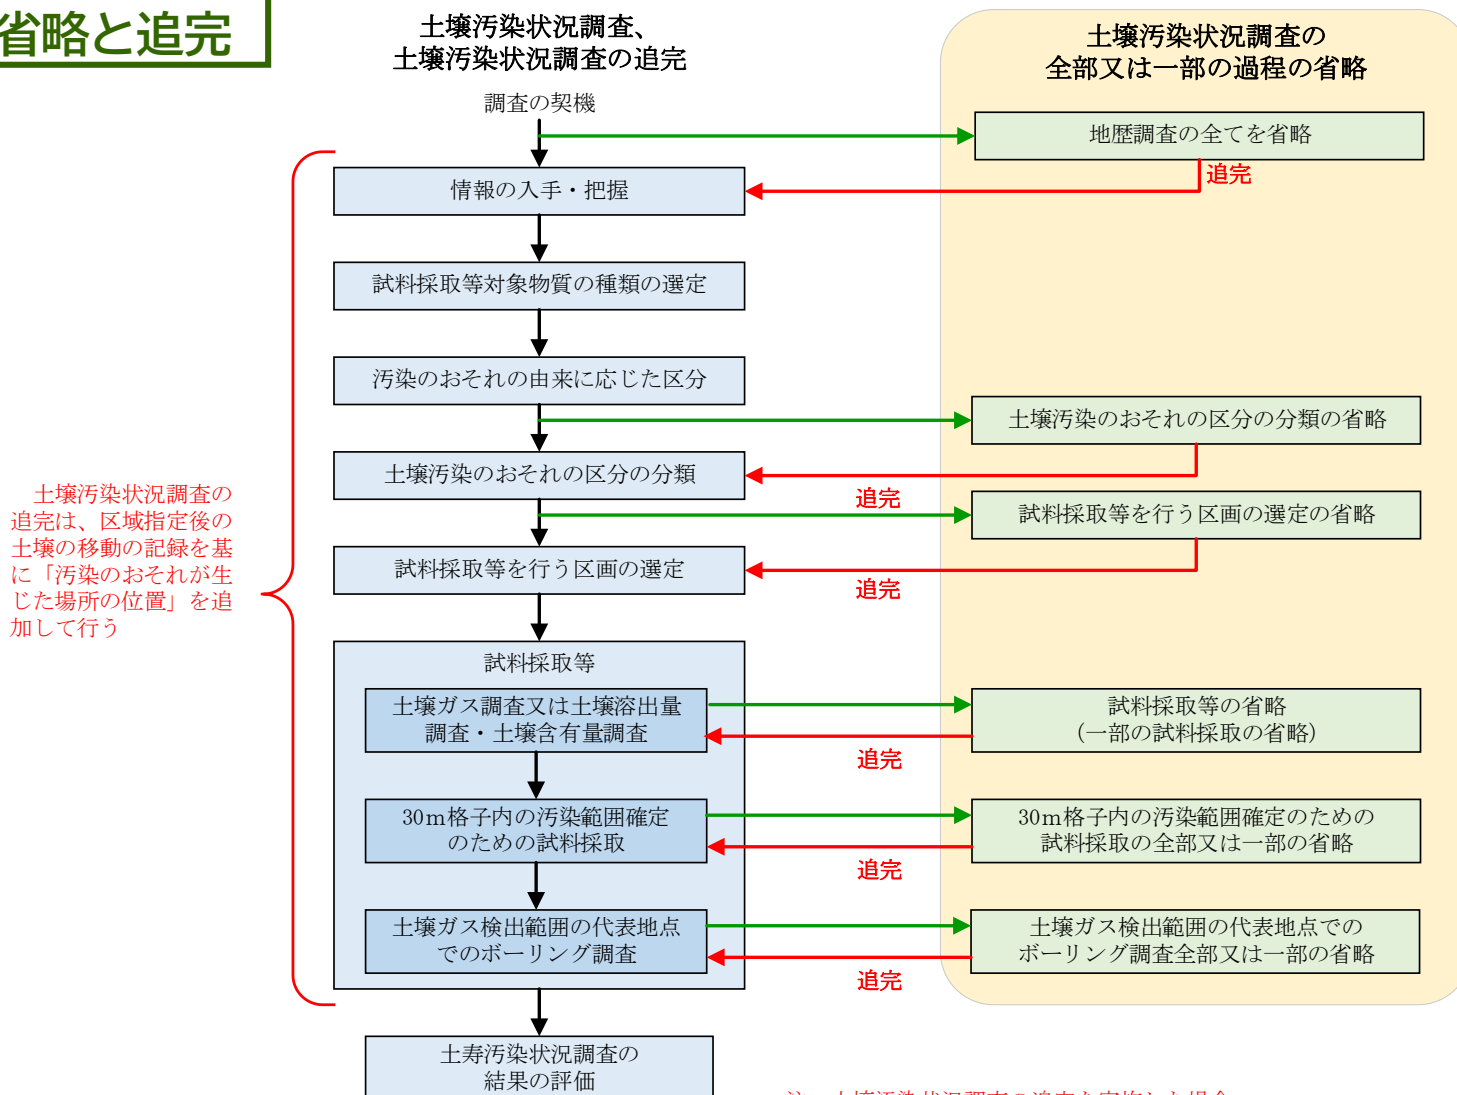 省略と追完
土壌汚染状況調査、
土壌汚染状況調査の追完
調査の契機
情報の入手・把握
試料採取等対象物質の種類の選定
汚染のおそれの由来に応じた区分
土壌汚染のおそれの区分の分類
試料採取等を行う区画の選定
試料採取等
土壌ガス調査又は土壌溶出量
調査・土壌含有量調査
30m格子内の汚染範囲確定
のための試料採取
土壌ガス検出範囲の代表地点
でのボーリング調査
土寿汚染状況調査の
結果の評価
土壌汚染状況調査の
追完は、区域指定後の
土壌の移動の記録を基
に「汚染のおそれが生
じた場所の位置」を追
加して行う
土壌汚染状況調査の
全部又は一部の過程の省略
地歴調査の全てを省略
追完
土壌汚染のおそれの区分の分類の省略
追完
試料採取等を行う区画の選定の省略
追完
試料採取等の省略
(一部の試料採取の省略)
追完
30m格子内の汚染範囲確定のための
試料採取の全部又は一部の省略
追完
土壌ガス検出範囲の代表地点での
ボーリング調査全部又は一部の省略
追完